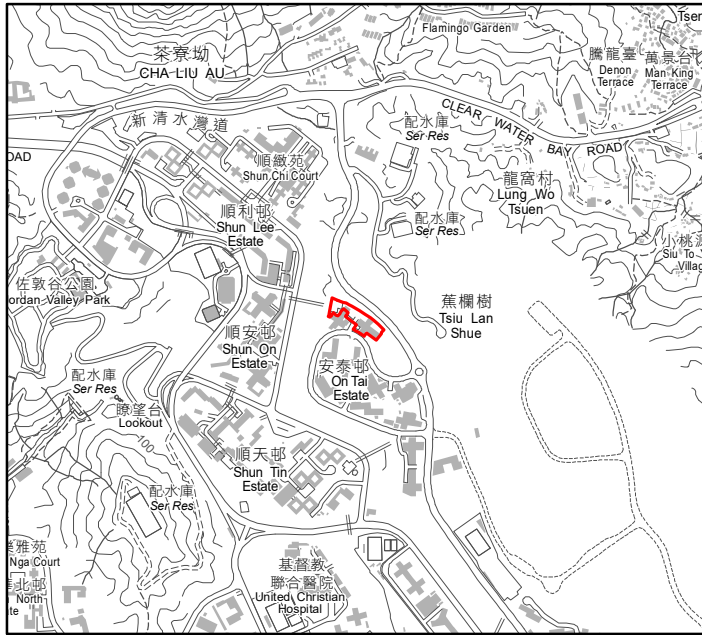 Flamingo Garden
Tsen
茶寮坳
CHA LIU AU
騰龍臺
Denon
Terrace
萬景台
Man King
Terrace
CLEAR WATER BAY ROAD
配水庫
Ser Res
新清水灣道
OAD
順緻苑
Shun Chi Court
龍窩村
Lung Wo
Tsuen
順利邨
Shun Lee
Estate
配水庫
Ser Res
小桃源
Siu To
Villag
佐敦谷公園
ordan Valley Park
蕉欄樹
Tsiu Lan
Shue
順安邨
Shun On
Estate
安泰邨
On Tai
Estate
配水庫
Ser Res
瞭望台
Lookout
100
順天邨
Shun Tin
Estate
配水庫
Ser Res
樂雅苑
Nga Court
北邨
North
te
基督教
聯合醫院
United Christian
Hospital